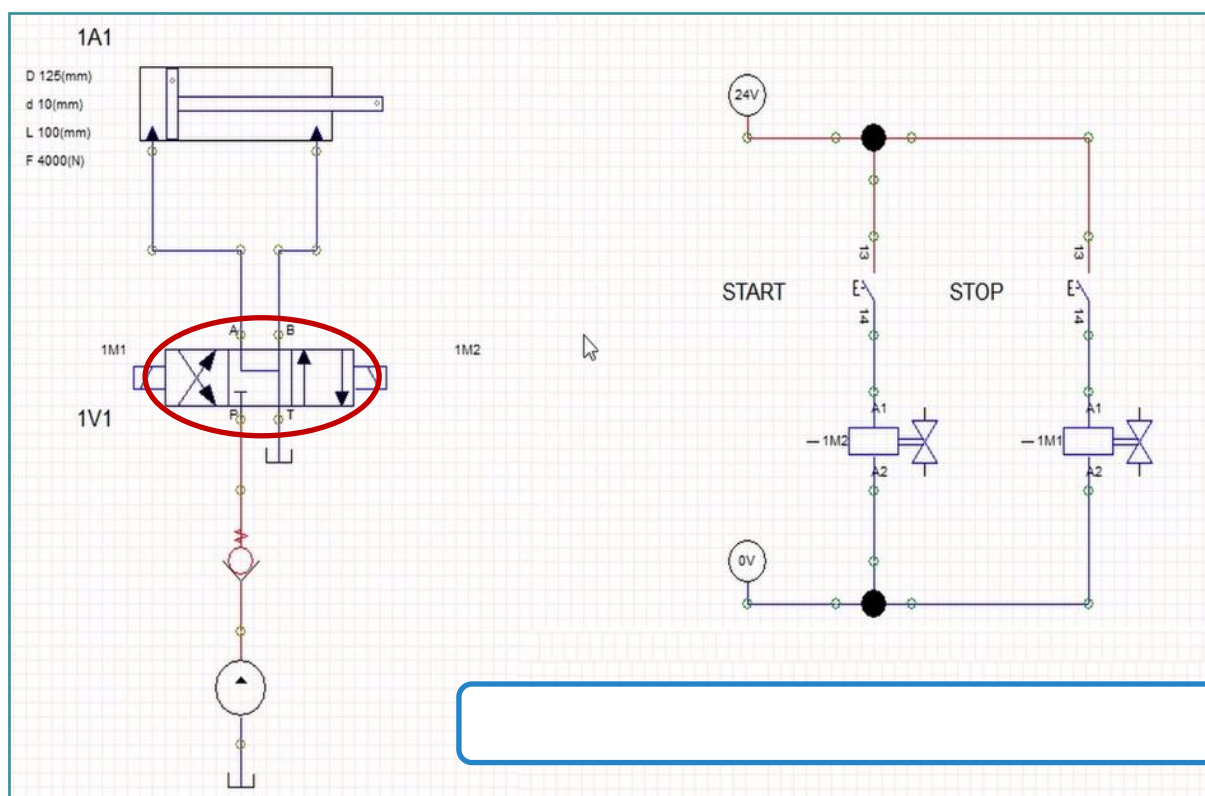 1A1
D 125(mm)
d 10(mm)
L 100(mm)
F 4000(N)
A B
1M1
1M2
1V1
P T
24V
13
13
START
STOP
14
14
A1
A1
1M2
1M1
A2
A2
0V